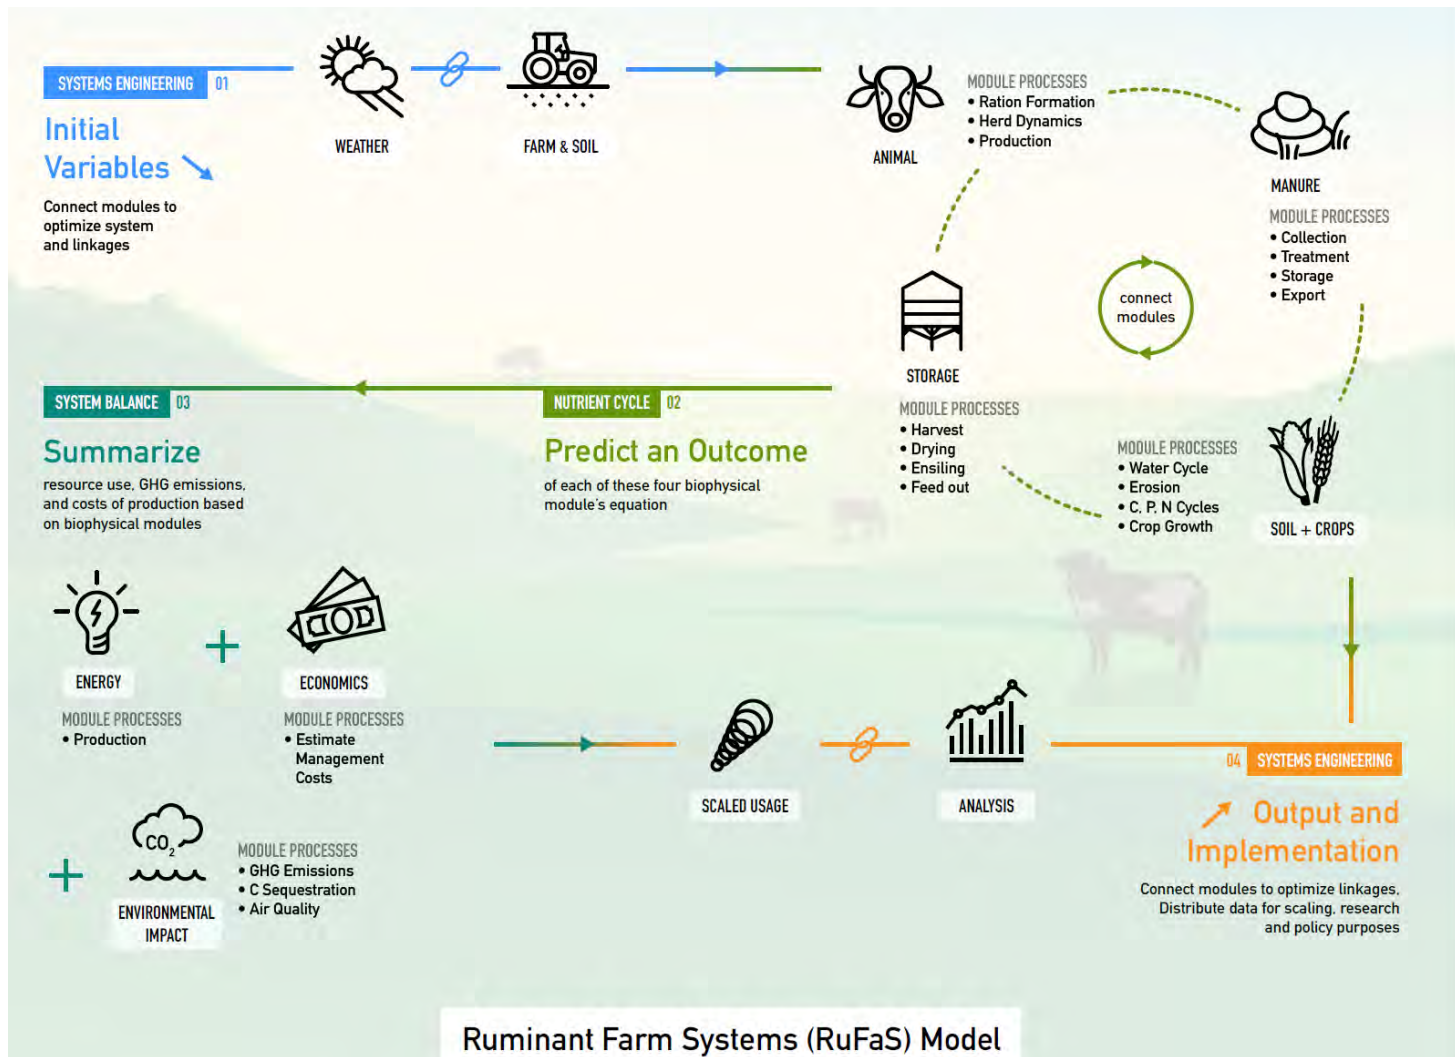 SYSTEMS ENGINEERING 01
Initial
Variables
Connect modules to
optimize system
and linkages
WEATHER
FARM & SOIL
ANIMAL
MODULE PROCESSES
• Ration Formation
• Herd Dynamics
• Production
MANURE
MODULE PROCESSES
• Collection
• Treatment
• Storage
• Export
connect
modules
STORAGE
MODULE PROCESSES
• Harvest
• Drying
• Ensiling
• Feed out
MODULE PROCESSES
• Water Cycle
• Erosion
• C, P, N Cycles
• Crop Growth
SOIL + CROPS
NUTRIENT CYCLE 02
Predict an Outcome
of each of these four biophysical
module's equation
SYSTEM BALANCE 03
Summarize
resource use, GHG emissions,
and costs of production based
on biophysical modules
ENERGY
MODULE PROCESSES
• Production
ECONOMICS
MODULE PROCESSES
• Estimate
Management
Costs
CO2
ENVIRONMENTAL
IMPACT
MODULE PROCESSES
• GHG Emissions
• C Sequestration
• Air Quality
SCALED USAGE
ANALYSIS
04 SYSTEMS ENGINEERING
Output and
Implementation
Connect modules to optimize linkages.
Distribute data for scaling, research
and policy purposes
Ruminant Farm Systems (RuFaS) Model